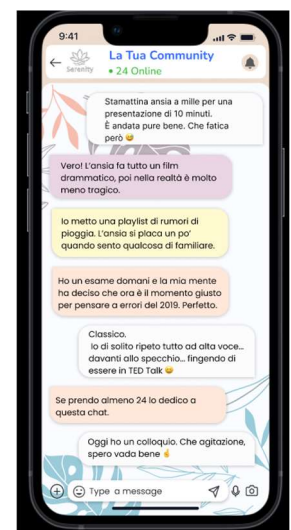 9:41
La Tua Community
Serenity
• 24 Online
Stamattina ansia a mille per una
presentazione di 10 minuti.
È andata pure bene. Che fatica
però 😅
Vero! L'ansia fa tutto un film
drammatico, poi nella realtà è molto
meno tragico.
Io metto una playlist di rumori di
pioggia. L'ansia si placa un po'
quando sento qualcosa di familiare.
Ho un esame domani e la mia mente
ha deciso che ora è il momento giusto
per pensare a errori del 2019. Perfetto.
Classico.
Io di solito ripeto tutto ad alta voce...
davanti allo specchio... fingendo di
essere in TED Talk 😄
Se prendo almeno 24 lo dedico a
questa chat.
Oggi ho un colloquio. Che agitazione,
spero vada bene 🤞
Type a message